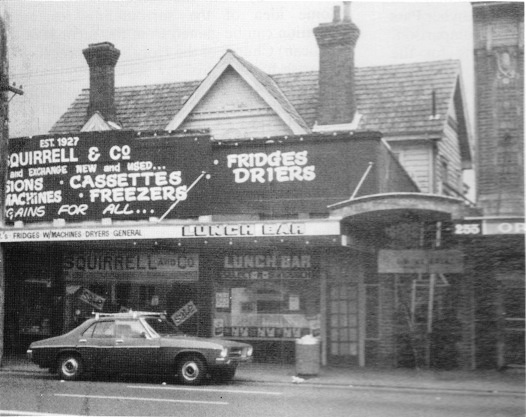 EST. 1927
SQUIRRELL & CO
and EXCHANGE NEW and USED...
SIONS · CASSETTES
MACHINES · FREEZERS
GAINS FOR ALL...
· FRIDGES
DRIERS
FRIDGES W/MACHINES DRYERS GENERAL
LUNCH BAR
255
OR
SQUIRRELL AND CO
LUNCH BAR